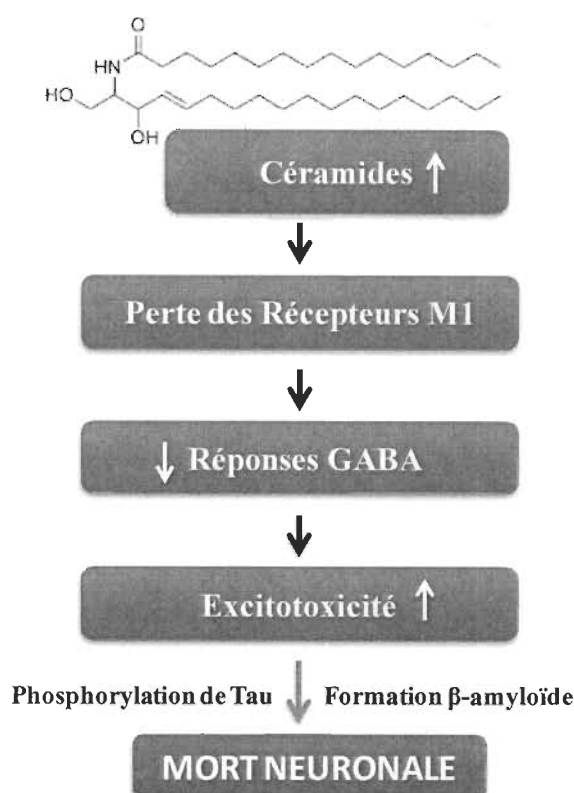 O
HN
HO
OH
Céramides ↑
Perte des Récepteurs M1
↓ Réponses GABA
Excitotoxicité ↑
Phosphorylation de Tau Formation β-amyloïde
MORT NEURONALE